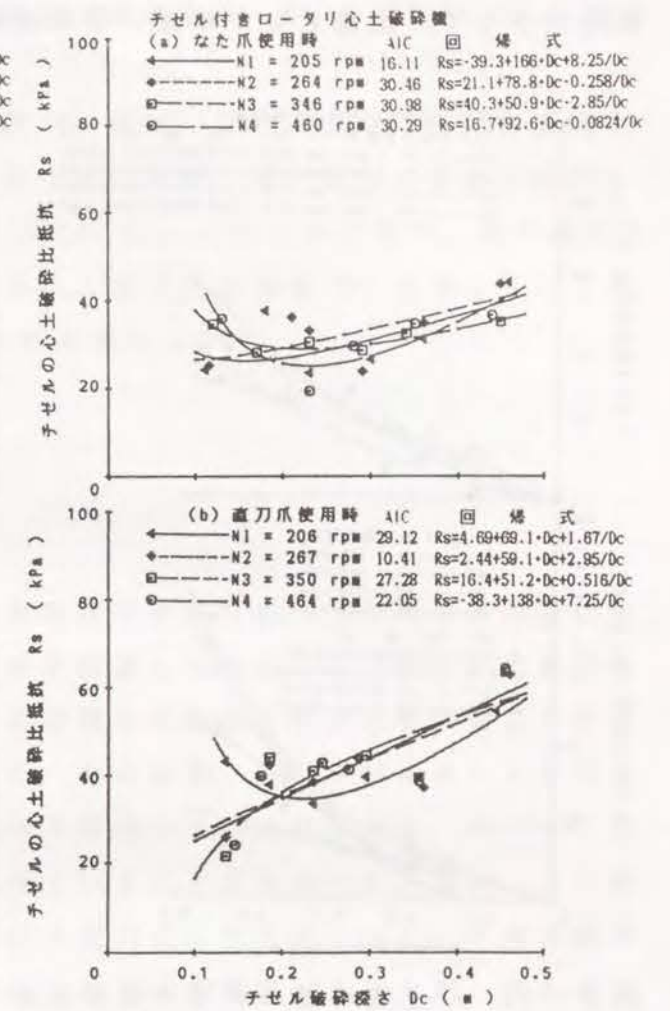 チゼル付きロータリ心土破砕機
(a) なた爪使用時 AIC 回帰式
N1 = 205 rpm 16.11 Rs=-39.3+166·Dc+8.25/Dc
N2 = 264 rpm 30.46 Rs=21.1+78.8·Dc-0.258/Dc
N3 = 346 rpm 30.98 Rs=40.3+50.9·Dc-2.85/Dc
N4 = 460 rpm 30.29 Rs=16.7+92.6·Dc-0.0824/Dc
チゼルの心土破砕比抵抗 Rs ( kPa )
100
80
60
40
20
0
(b) 直刀爪使用時 AIC 回帰式
N1 = 206 rpm 29.12 Rs=4.69+69.1·Dc+1.67/Dc
N2 = 267 rpm 10.41 Rs=2.44+59.1·Dc+2.95/Dc
N3 = 350 rpm 27.28 Rs=16.4+51.2·Dc+0.516/Dc
N4 = 464 rpm 22.05 Rs=-38.3+138·Dc+7.25/Dc
チゼルの心土破砕比抵抗 Rs ( kPa )
100
80
60
40
20
0
0.1 0.2 0.3 0.4 0.5
チゼル破砕深さ Dc ( m )